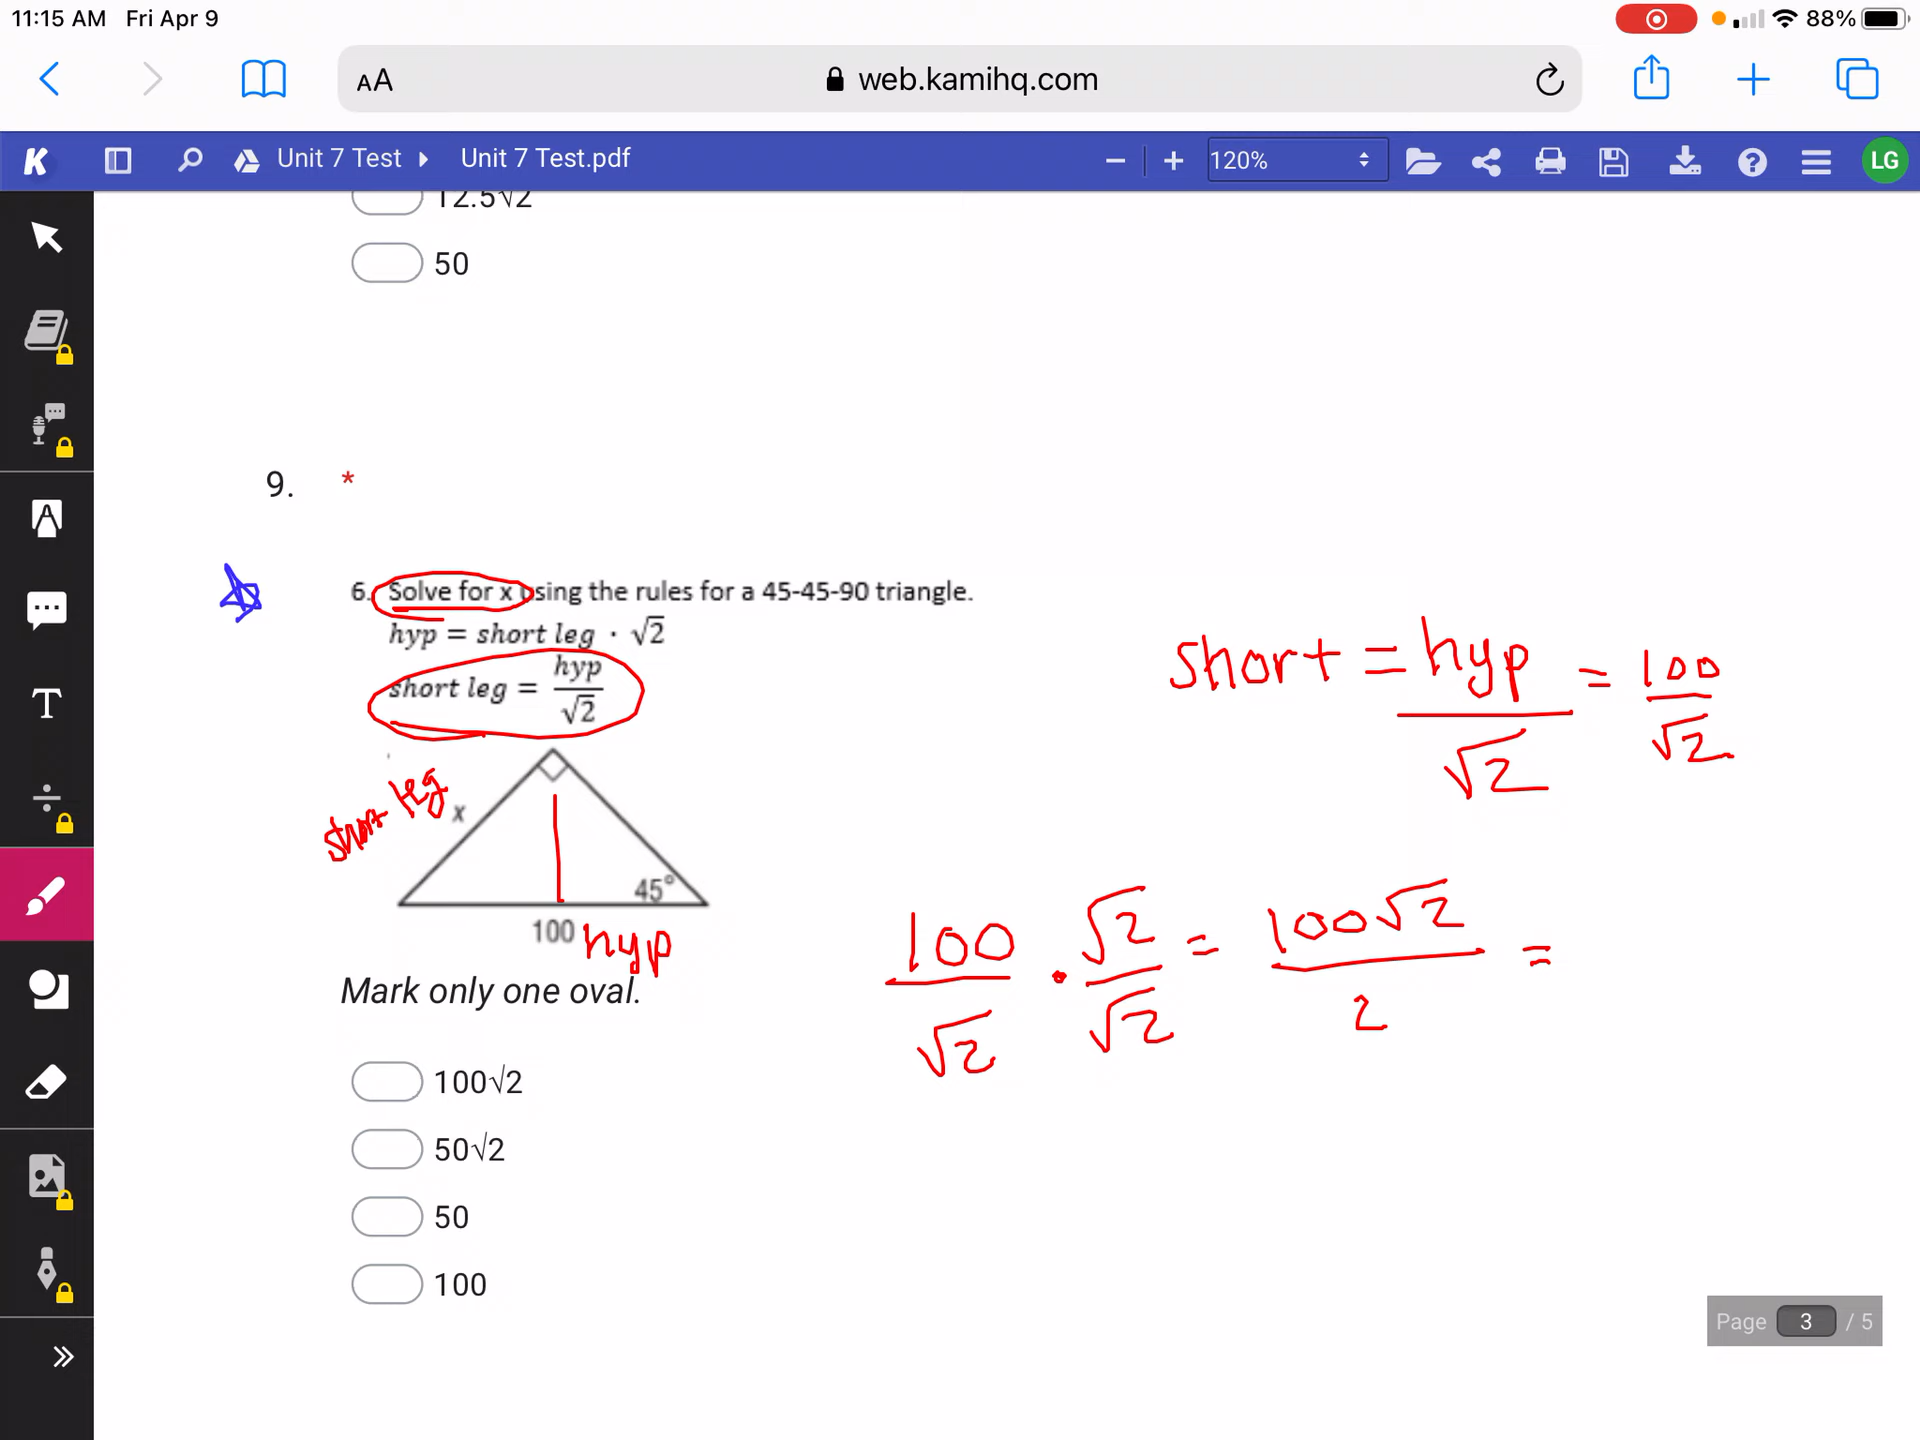 11:15 AM Fri Apr 9
88%
AA web.kamihq.com
K Unit 7 Test Unit 7 Test.pdf 120% LG
12.5√2
50
9. *
6. Solve for x using the rules for a 45-45-90 triangle.
hyp = short leg · √2
short leg = hyp/√2
short leg
x
45°
100 hyp
short = hyp/√2 = 100/√2
100/√2 · √2/√2 = 100√2/2 =
Mark only one oval.
100√2
50√2
50
100
Page 3 / 5